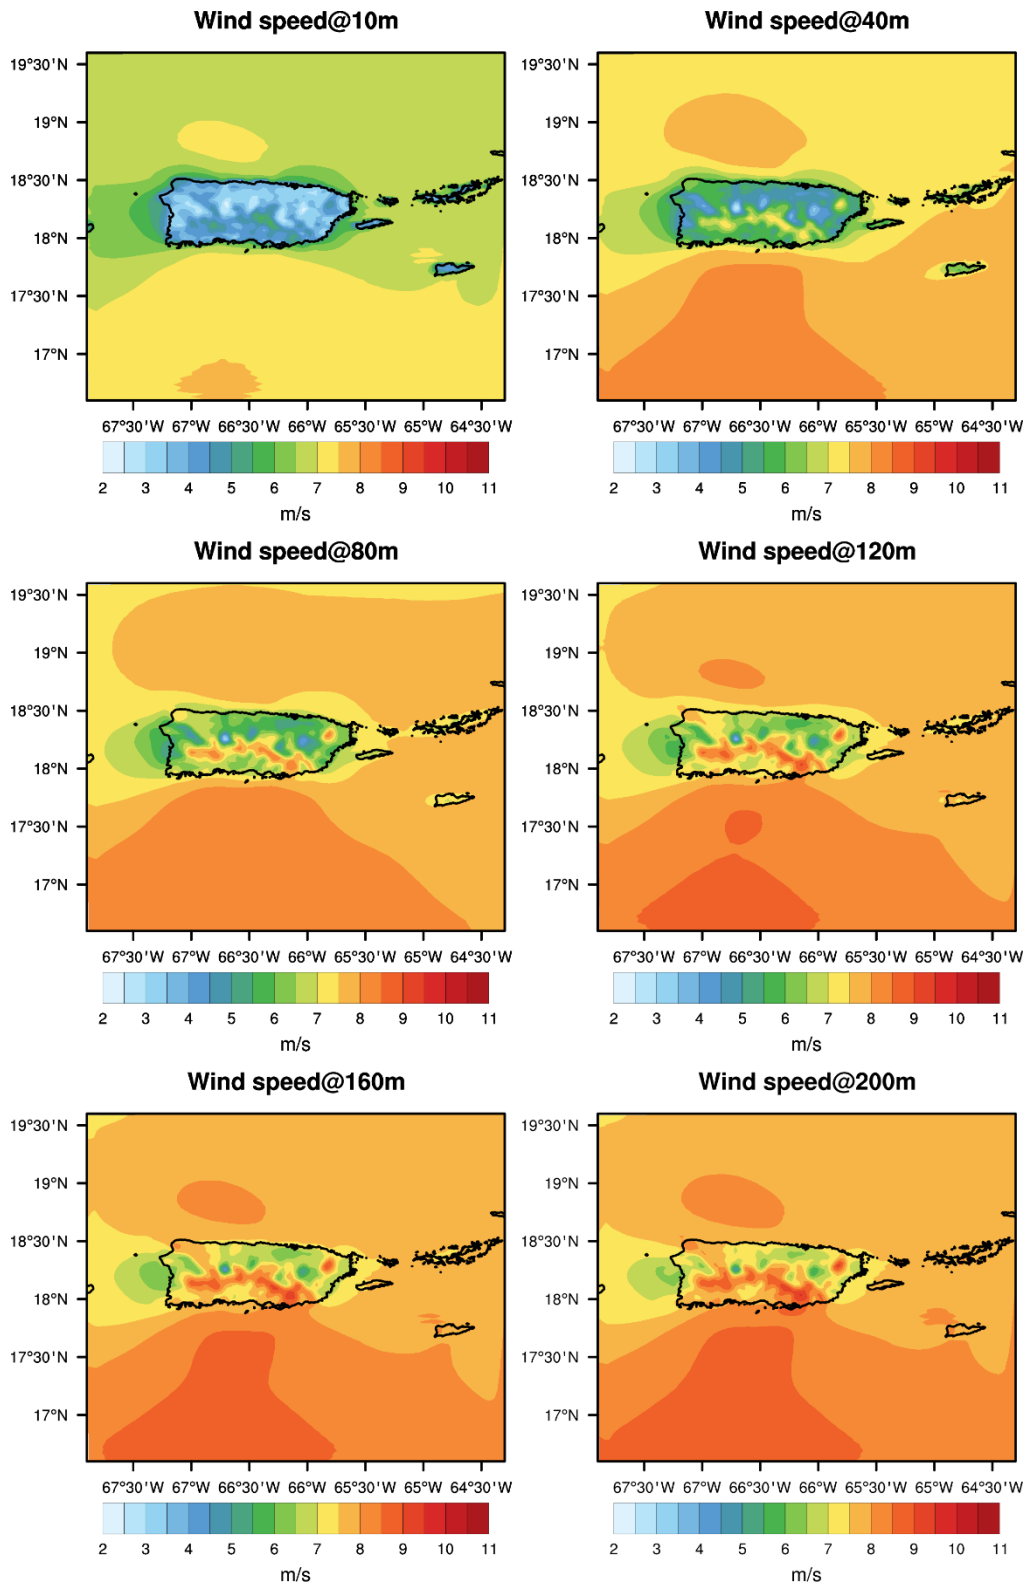 Wind speed@10m
Wind speed@40m
19°30'N
19°N
18°30'N
18°N
17°30'N
17°N
19°30'N
19°N
18°30'N
18°N
17°30'N
17°N
67°30'W 67°W 66°30'W 66°W 65°30'W 65°W 64°30'W
67°30'W 67°W 66°30'W 66°W 65°30'W 65°W 64°30'W
2 3 4 5 6 7 8 9 10 11
2 3 4 5 6 7 8 9 10 11
m/s
m/s
Wind speed@80m
Wind speed@120m
19°30'N
19°N
18°30'N
18°N
17°30'N
17°N
19°30'N
19°N
18°30'N
18°N
17°30'N
17°N
67°30'W 67°W 66°30'W 66°W 65°30'W 65°W 64°30'W
67°30'W 67°W 66°30'W 66°W 65°30'W 65°W 64°30'W
2 3 4 5 6 7 8 9 10 11
2 3 4 5 6 7 8 9 10 11
m/s
m/s
Wind speed@160m
Wind speed@200m
19°30'N
19°N
18°30'N
18°N
17°30'N
17°N
19°30'N
19°N
18°30'N
18°N
17°30'N
17°N
67°30'W 67°W 66°30'W 66°W 65°30'W 65°W 64°30'W
67°30'W 67°W 66°30'W 66°W 65°30'W 65°W 64°30'W
2 3 4 5 6 7 8 9 10 11
2 3 4 5 6 7 8 9 10 11
m/s
m/s